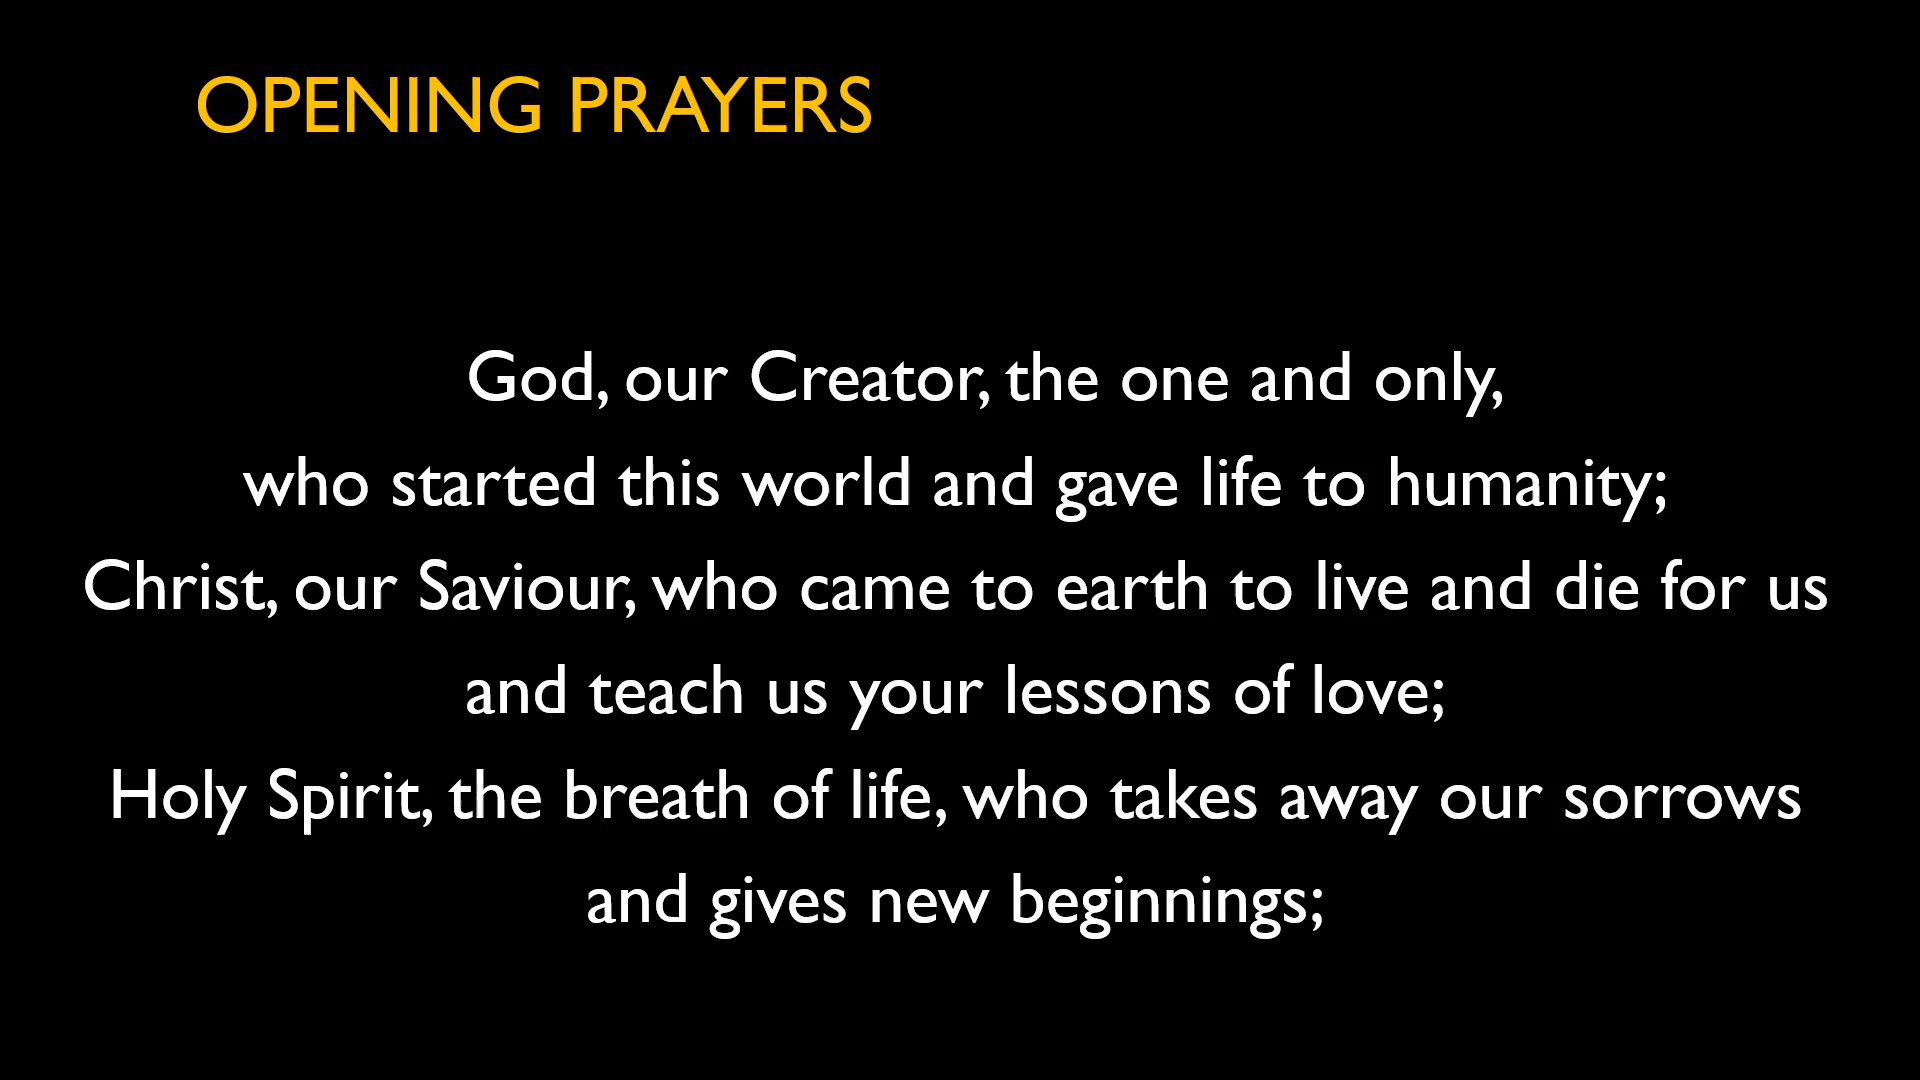 OPENING PRAYERS
God, our Creator, the one and only,
who started this world and gave life to humanity;
Christ, our Saviour, who came to earth to live and die for us
and teach us your lessons of love;
Holy Spirit, the breath of life, who takes away our sorrows
and gives new beginnings;